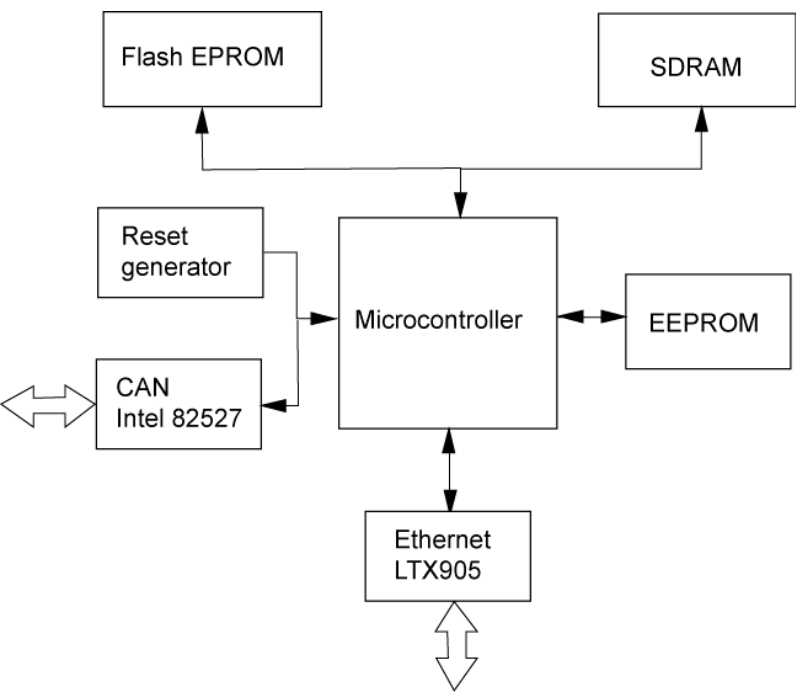 Flash EPROM
SDRAM
Reset
generator
Microcontroller
EEPROM
CAN
Intel 82527
Ethernet
LTX905